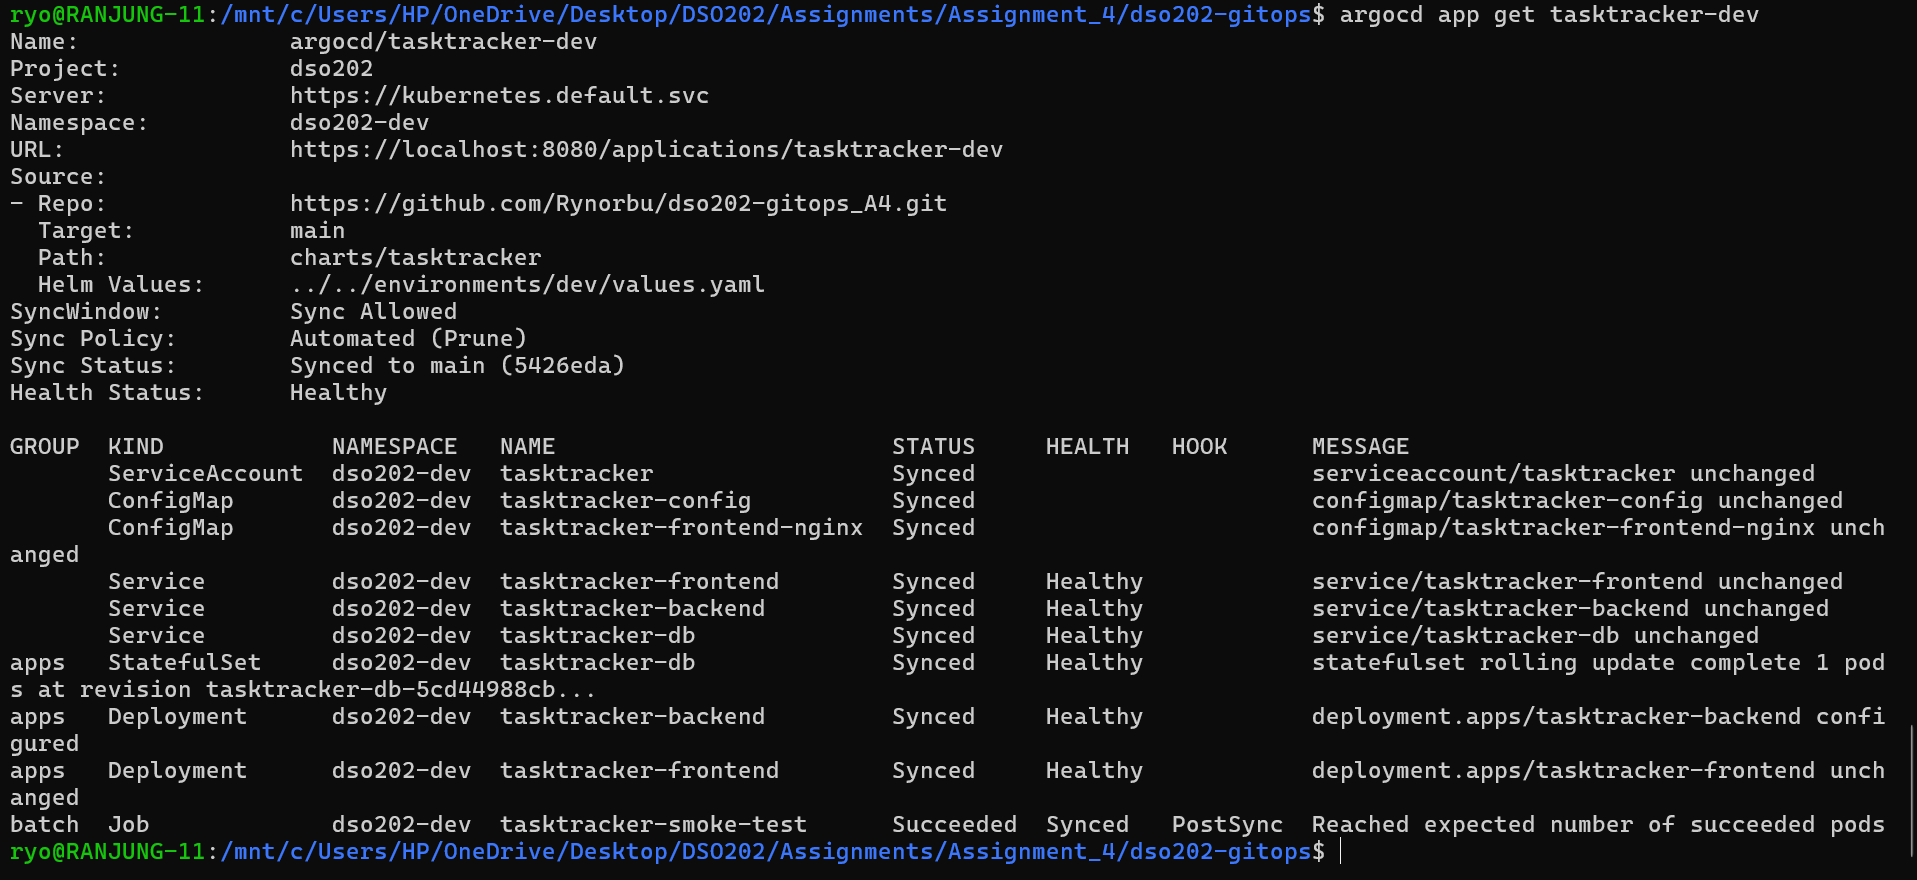 ryo@RANJUNG-11:/mnt/c/Users/HP/OneDrive/Desktop/DSO202/Assignments/Assignment_4/dso202-gitops$ argocd app get tasktracker-dev
Name:               argocd/tasktracker-dev
Project:            dso202
Server:             https://kubernetes.default.svc
Namespace:          dso202-dev
URL:                https://localhost:8080/applications/tasktracker-dev
Source:
- Repo:             https://github.com/Rynorbu/dso202-gitops_A4.git
  Target:           main
  Path:             charts/tasktracker
  Helm Values:      ../../environments/dev/values.yaml
SyncWindow:         Sync Allowed
Sync Policy:        Automated (Prune)
Sync Status:        Synced to main (5426eda)
Health Status:      Healthy

GROUP  KIND            NAMESPACE   NAME                        STATUS     HEALTH   HOOK      MESSAGE
       ServiceAccount  dso202-dev  tasktracker                 Synced                        serviceaccount/tasktracker unchanged
       ConfigMap       dso202-dev  tasktracker-config          Synced                        configmap/tasktracker-config unchanged
       ConfigMap       dso202-dev  tasktracker-frontend-nginx  Synced                        configmap/tasktracker-frontend-nginx unch
anged
       Service         dso202-dev  tasktracker-frontend        Synced     Healthy            service/tasktracker-frontend unchanged
       Service         dso202-dev  tasktracker-backend         Synced     Healthy            service/tasktracker-backend unchanged
       Service         dso202-dev  tasktracker-db              Synced     Healthy            service/tasktracker-db unchanged
apps   StatefulSet     dso202-dev  tasktracker-db              Synced     Healthy            statefulset rolling update complete 1 pod
s at revision tasktracker-db-5cd44988cb...
apps   Deployment      dso202-dev  tasktracker-backend         Synced     Healthy            deployment.apps/tasktracker-backend confi
gured
apps   Deployment      dso202-dev  tasktracker-frontend        Synced     Healthy            deployment.apps/tasktracker-frontend unch
anged
batch  Job             dso202-dev  tasktracker-smoke-test      Succeeded  Synced   PostSync  Reached expected number of succeeded pods
ryo@RANJUNG-11:/mnt/c/Users/HP/OneDrive/Desktop/DSO202/Assignments/Assignment_4/dso202-gitops$